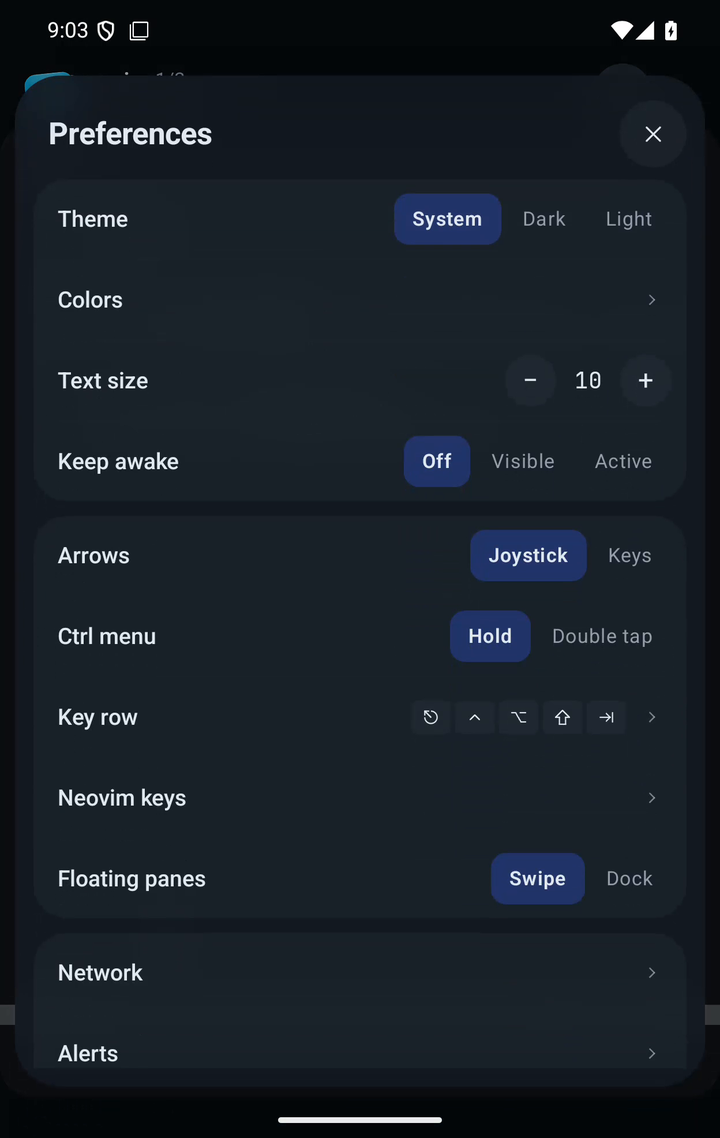 9:03
Preferences
Theme System Dark Light
Colors
Text size − 10 +
Keep awake Off Visible Active
Arrows Joystick Keys
Ctrl menu Hold Double tap
Key row
Neovim keys
Floating panes Swipe Dock
Network
Alerts